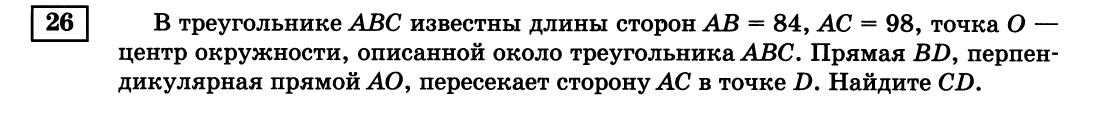 26 В треугольнике ABC известны длины сторон AB = 84, AC = 98, точка O —
центр окружности, описанной около треугольника ABC. Прямая BD, перпен-
дикулярная прямой AO, пересекает сторону AC в точке D. Найдите CD.